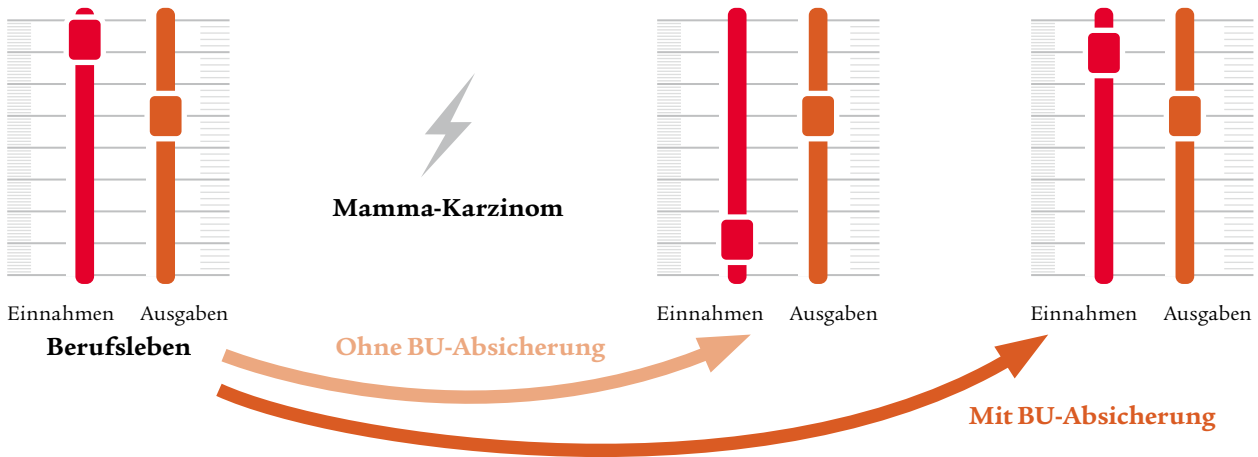 Mamma-Karzinom
Einnahmen Ausgaben
Berufsleben
Einnahmen Ausgaben
Einnahmen Ausgaben
Ohne BU-Absicherung
Mit BU-Absicherung